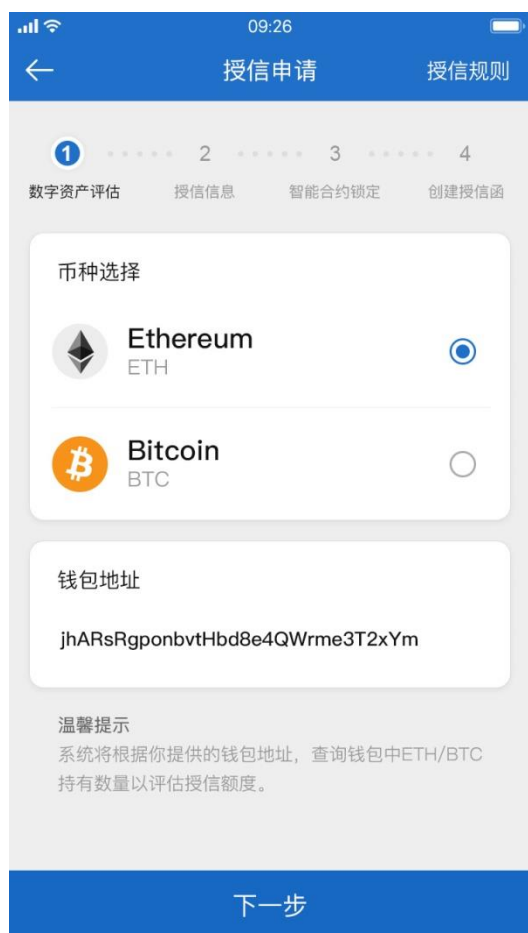 09:26
授信申请 授信规则
1 2 3 4
数字资产评估 授信信息 智能合约锁定 创建授信函
币种选择
Ethereum
ETH
Bitcoin
BTC
钱包地址
jhARsRgponbvtHbd8e4QWrme3T2xYm
温馨提示
系统将根据你提供的钱包地址，查询钱包中ETH/BTC
持有数量以评估授信额度。
下一步